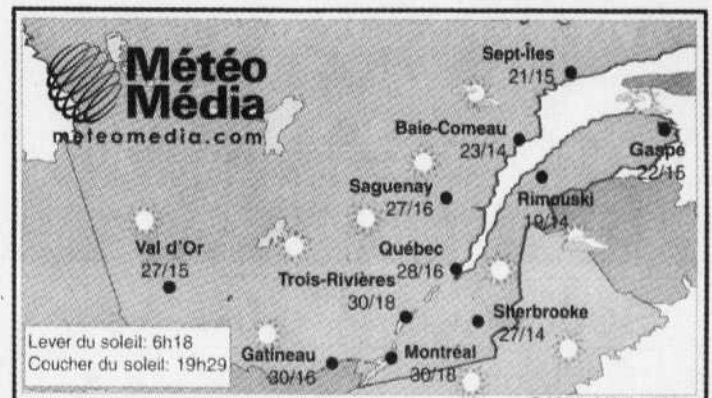 Météo
Média
meteomedia.com
Sept-Îles
21/15
Baie-Comeau
23/14
Gaspé
22/15
Saguenay
27/16
Rimouski
19/14
Val d'Or
27/15
Québec
28/16
Trois-Rivières
30/18
Sherbrooke
27/14
Lever du soleil: 6h18
Coucher du soleil: 19h29
Gatineau
30/16
Montréal
30/18